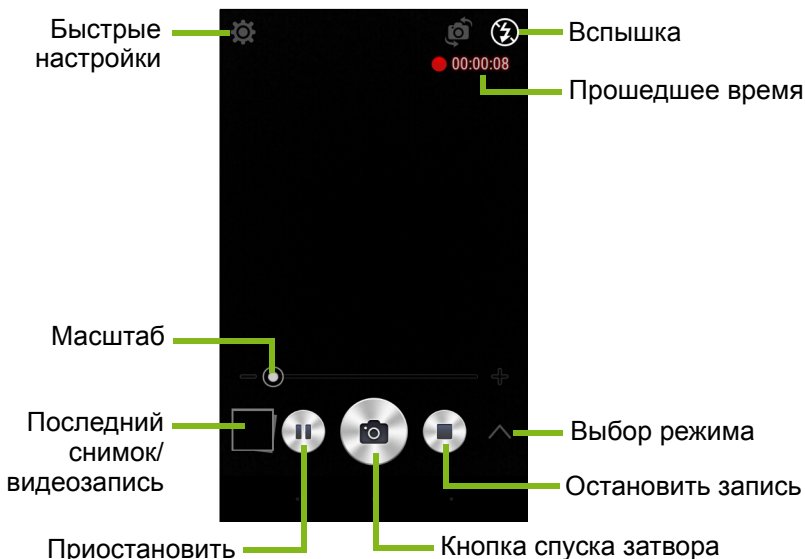 Быстрые
настройки
Вспышка
00:00:08
Прошедшее время
Масштаб
Последний
снимок/
видеозапись
Выбор режима
Остановить запись
Приостановить
Кнопка спуска затвора